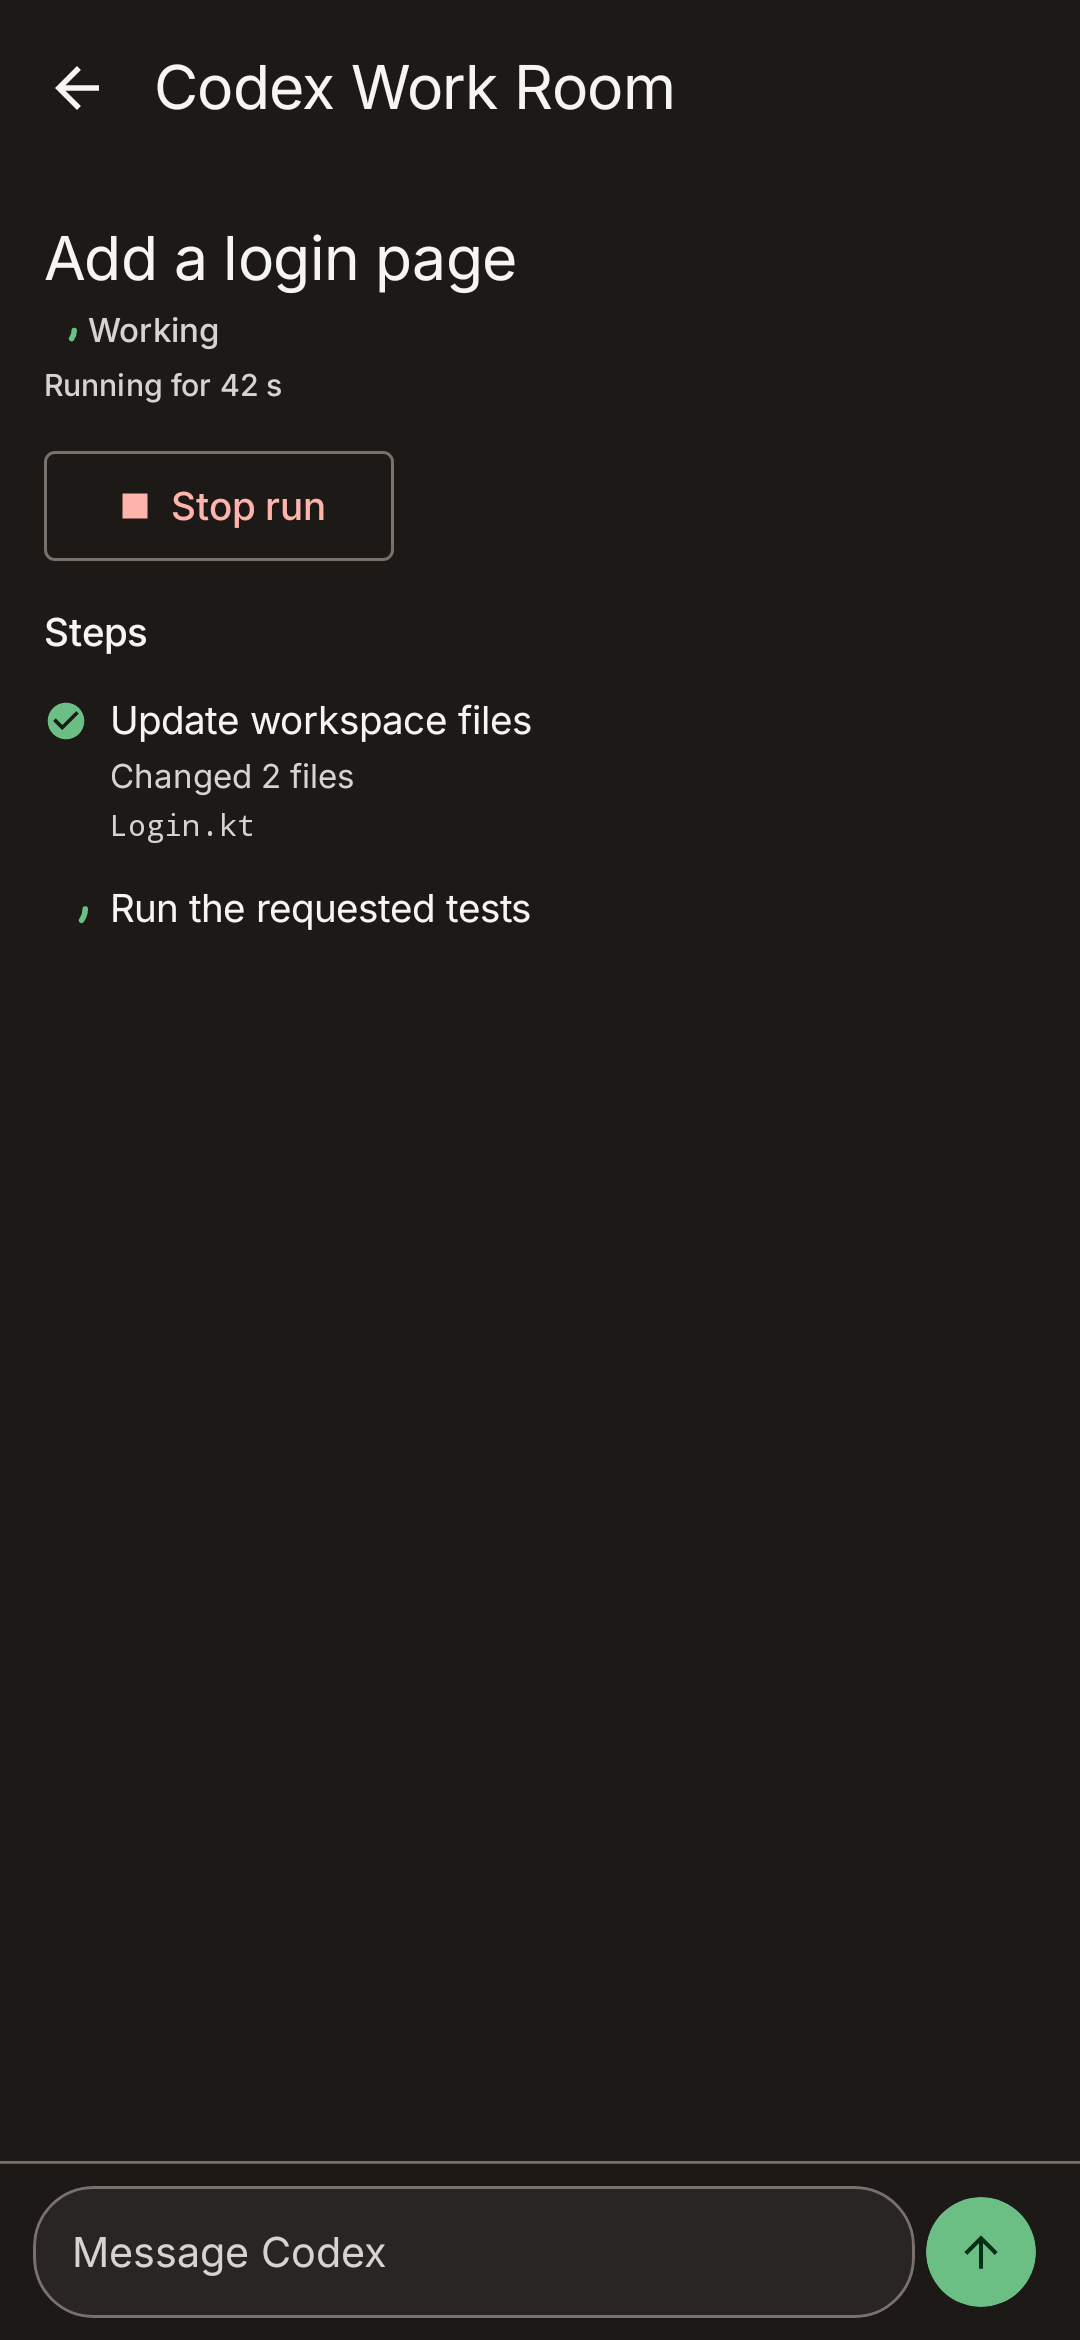 Codex Work Room
Add a login page
Working
Running for 42 s
Stop run
Steps
Update workspace files
Changed 2 files
Login.kt
Run the requested tests
Message Codex